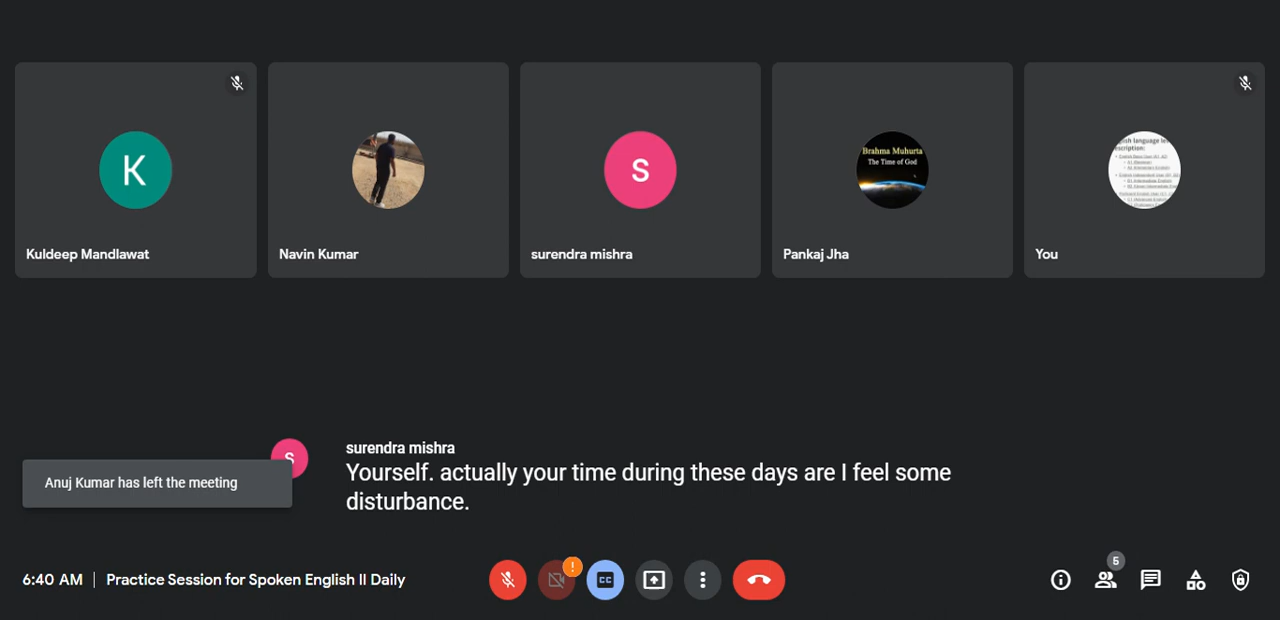 K
S
Brahma Muhurta
The Time of God
Kuldeep Mandlawat
Navin Kumar
surendra mishra
Pankaj Jha
You
surendra mishra
S
Yourself. actually your time during these days are I feel some
disturbance.
Anuj Kumar has left the meeting
6:40 AM | Practice Session for Spoken English II Daily
!
CC
5